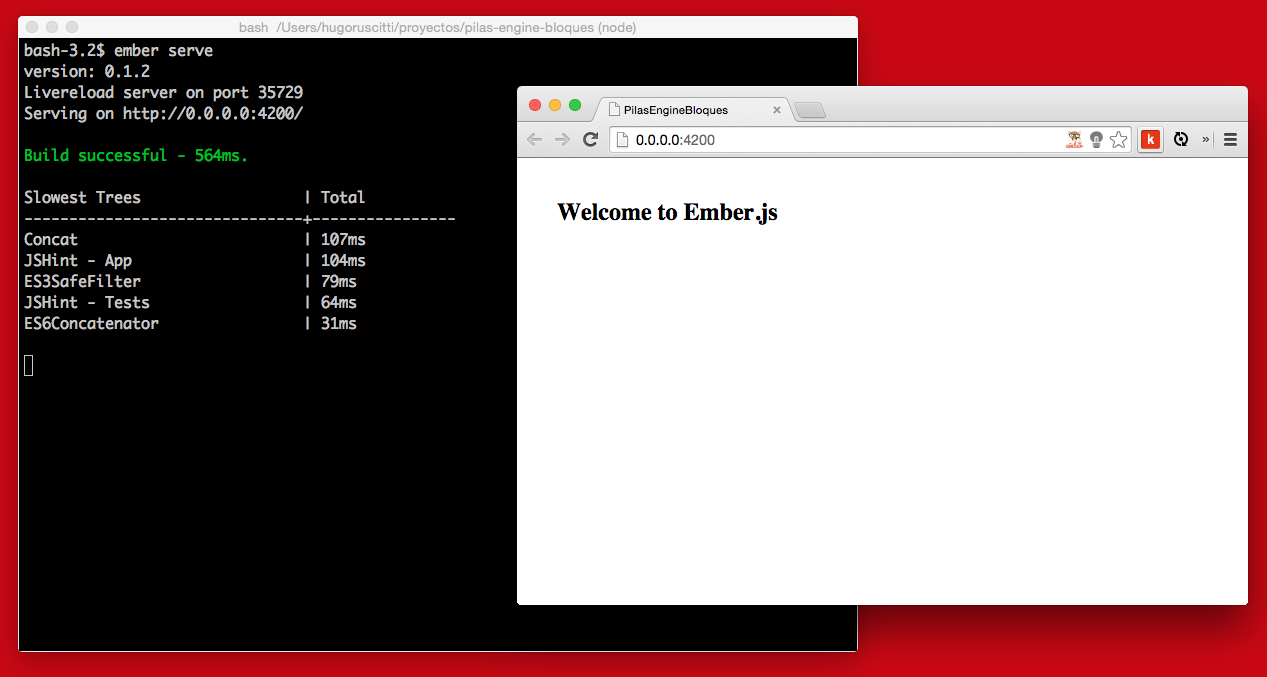 bash /Users/hugoruscitti/proyectos/pilas-engine-bloques (node)
bash-3.2$ ember serve
version: 0.1.2
Livereload server on port 35729
Serving on http://0.0.0.0:4200/
Build successful - 564ms.
Slowest Trees | Total
------------------------------+----------------
Concat | 107ms
JSHint - App | 104ms
ES3SafeFilter | 79ms
JSHint - Tests | 64ms
ES6Concatenator | 31ms
PilasEngineBloques
0.0.0.0:4200
k
»
Welcome to Ember.js